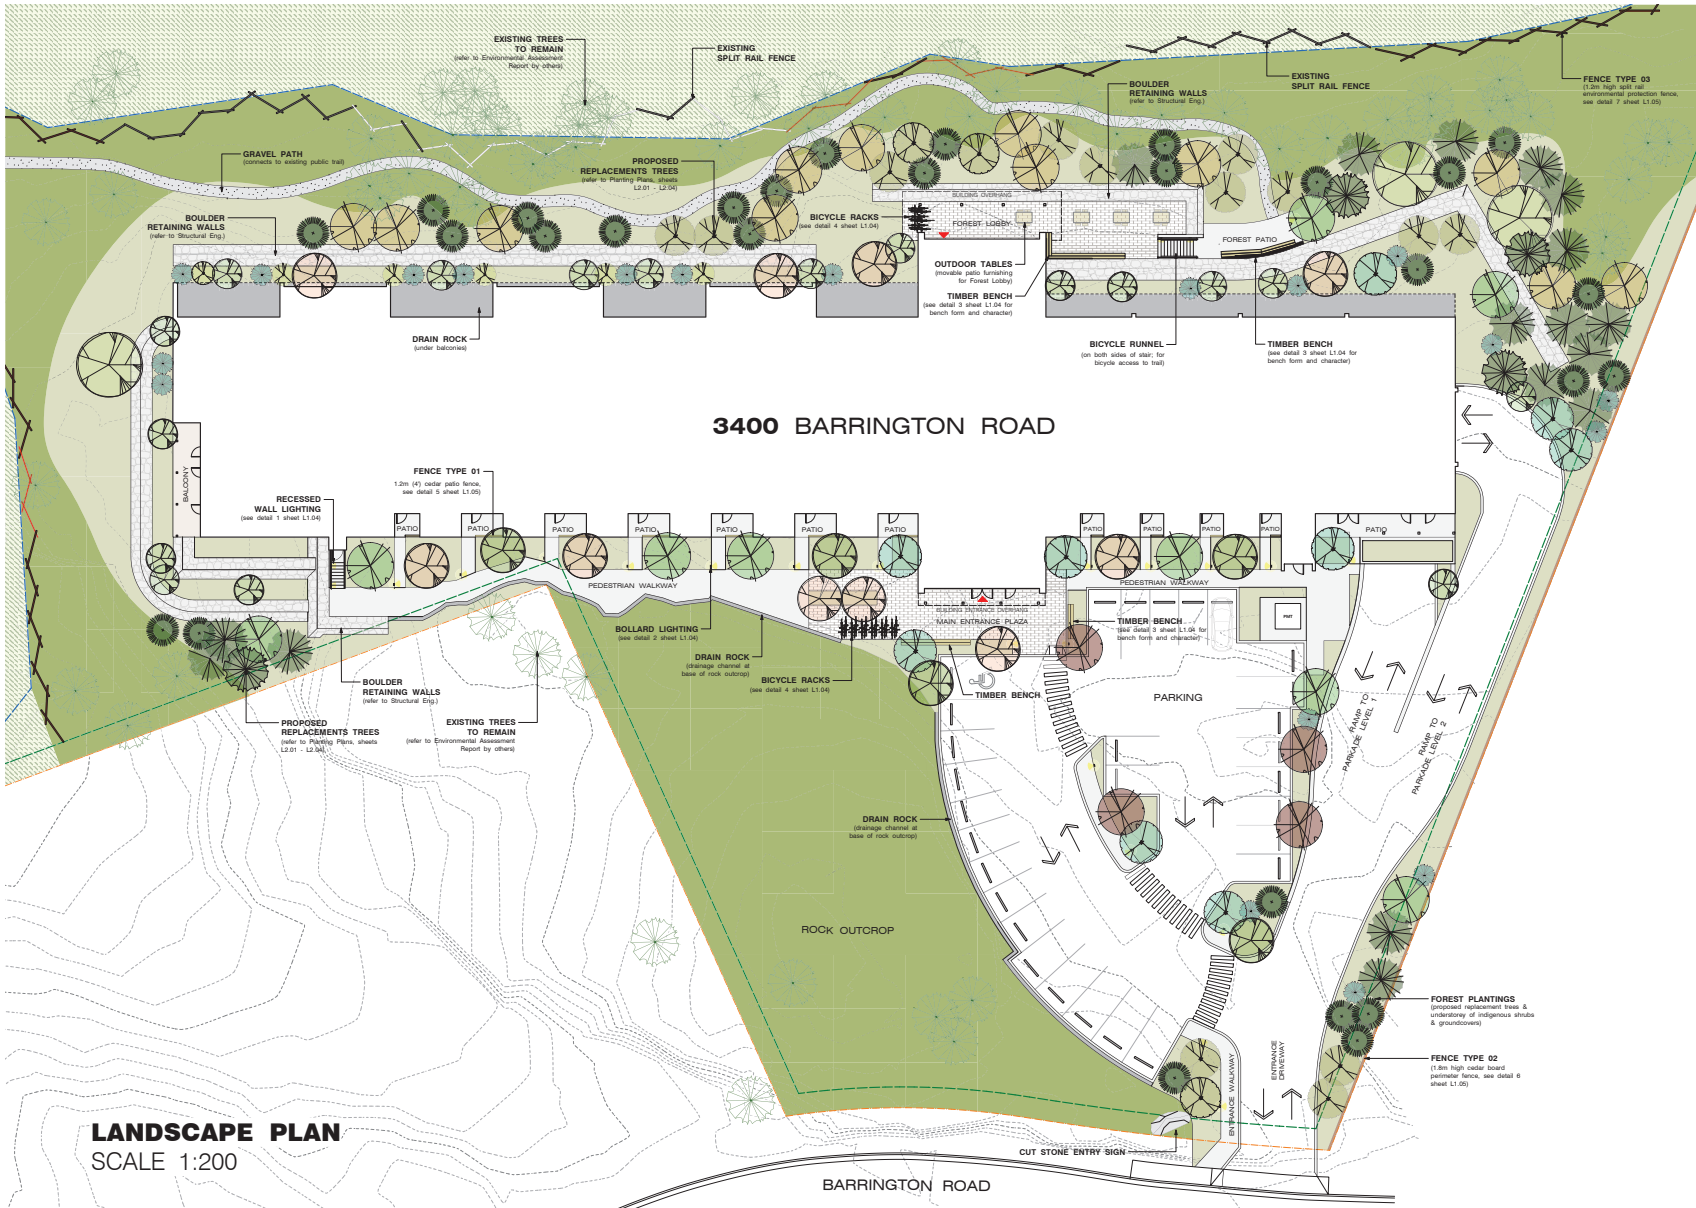 EXISTING TREES
TO REMAIN
(refer to Environmental Assessment
Report by others)
EXISTING
SPLIT RAIL FENCE
BOULDER
RETAINING WALLS
(refer to Structural Eng.)
EXISTING
SPLIT RAIL FENCE
FENCE TYPE 03
(1.2m high split rail
environmental protection fence,
see detail 7 sheet L1.05)
GRAVEL PATH
(connects to existing public trail)
PROPOSED
REPLACEMENTS TREES
(refer to Planting Plans, sheets
L2.01 - L2.04)
BOULDER
RETAINING WALLS
(refer to Structural Eng.)
BICYCLE RACKS
(see detail 4 sheet L1.04)
BUILDING OVERHANG
FOREST LOBBY
FOREST PATIO
OUTDOOR TABLES
(movable patio furnishing
for Forest Lobby)
TIMBER BENCH
(see detail 3 sheet L1.04 for
bench form and character)
DRAIN ROCK
(under balconies)
BICYCLE RUNNEL
(on both sides of stair; for
bicycle access to trail)
TIMBER BENCH
(see detail 3 sheet L1.04 for
bench form and character)
3400 BARRINGTON ROAD
BALCONY
FENCE TYPE 01
1.2m (4') cedar patio fence,
see detail 5 sheet L1.05)
RECESSED
WALL LIGHTING
(see detail 1 sheet L1.04)
PATIO
PATIO
PATIO
PATIO
PATIO
PATIO
PATIO
PATIO
PATIO
PATIO
PATIO
PATIO
PEDESTRIAN WALKWAY
PEDESTRIAN WALKWAY
BUILDING ENTRANCE OVERHANG
MAIN ENTRANCE PLAZA
BOLLARD LIGHTING
(see detail 2 sheet L1.04)
DRAIN ROCK
(drainage channel at
base of rock outcrop)
BICYCLE RACKS
(see detail 4 sheet L1.04)
TIMBER BENCH
(see detail 3 sheet L1.04 for
bench form and character)
PMT
TIMBER BENCH
PARKING
BOULDER
RETAINING WALLS
(refer to Structural Eng.)
PROPOSED
REPLACEMENTS TREES
(refer to Planting Plans, sheets
L2.01 - L2.04)
EXISTING TREES
TO REMAIN
(refer to Environmental Assessment
Report by others)
RAMP TO
PARKADE LEVEL 1
RAMP TO
PARKADE LEVEL 2
DRAIN ROCK
(drainage channel at
base of rock outcrop)
ROCK OUTCROP
FOREST PLANTINGS
(proposed replacement trees &
understorey of indigenous shrubs
& groundcovers)
FENCE TYPE 02
(1.8m high cedar board
perimeter fence, see detail 6
sheet L1.05)
ENTRANCE WALKWAY
ENTRANCE
DRIVEWAY
CUT STONE ENTRY SIGN
LANDSCAPE PLAN
SCALE 1:200
BARRINGTON ROAD